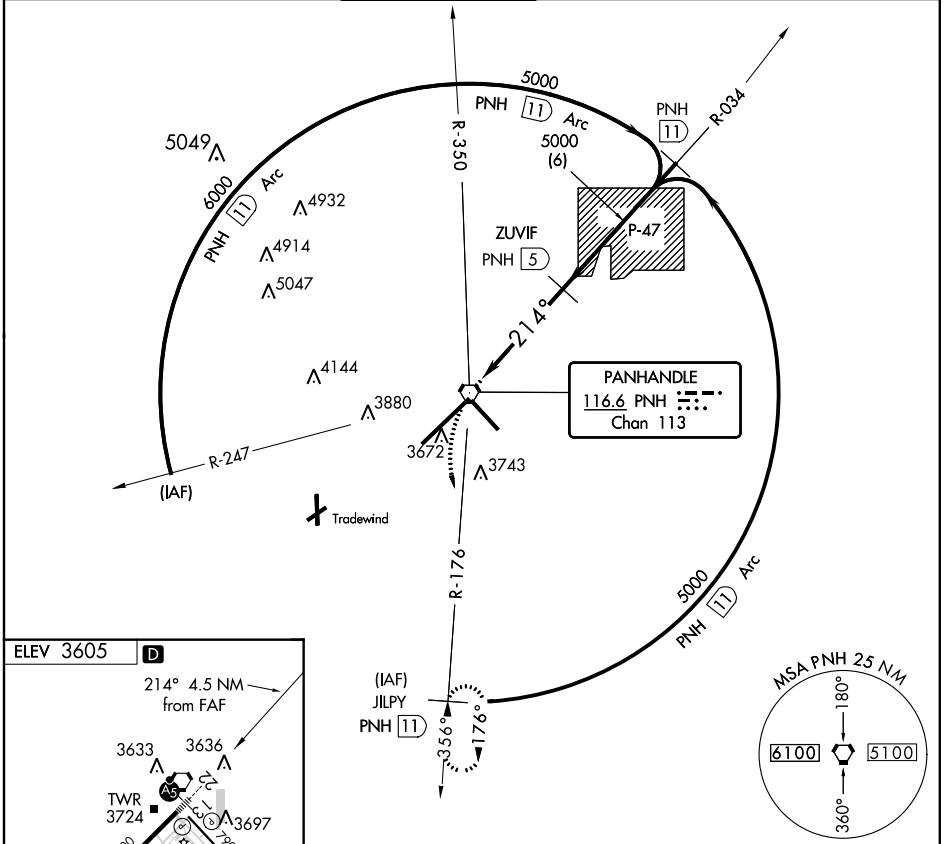 5000
PNH 11 Arc
R-350
5000
(6)
PNH
11
R-034
5049
6000
PNH 11 Arc
4932
4914
5047
ZUVIF
PNH 5
P-47
214°
4144
3880
PANHANDLE
116.6 PNH
Chan 113
3672
3743
R-247
(IAF)
Tradewind
R-176
5000
PNH 11 Arc
(IAF)
JILPY
PNH 11
356°
176°
MSA PNH 25 NM
180°
6100
5100
360°
ELEV 3605
D
214° 4.5 NM
from FAF
3633
3636
A5
22
13
TWR
3724
P
P
3697